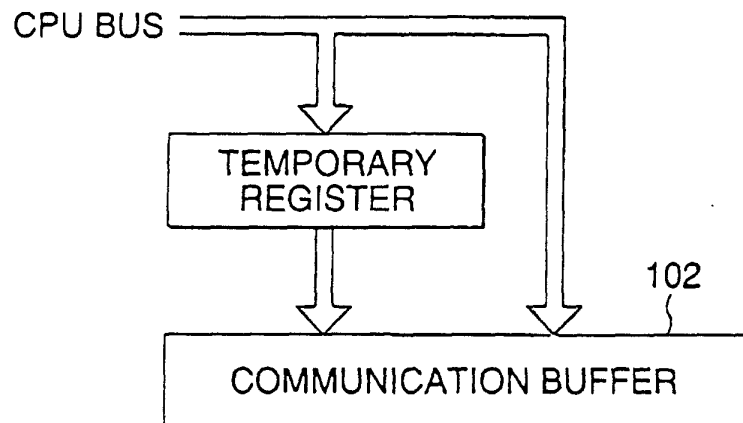 CPU BUS
TEMPORARY
REGISTER
102
COMMUNICATION BUFFER